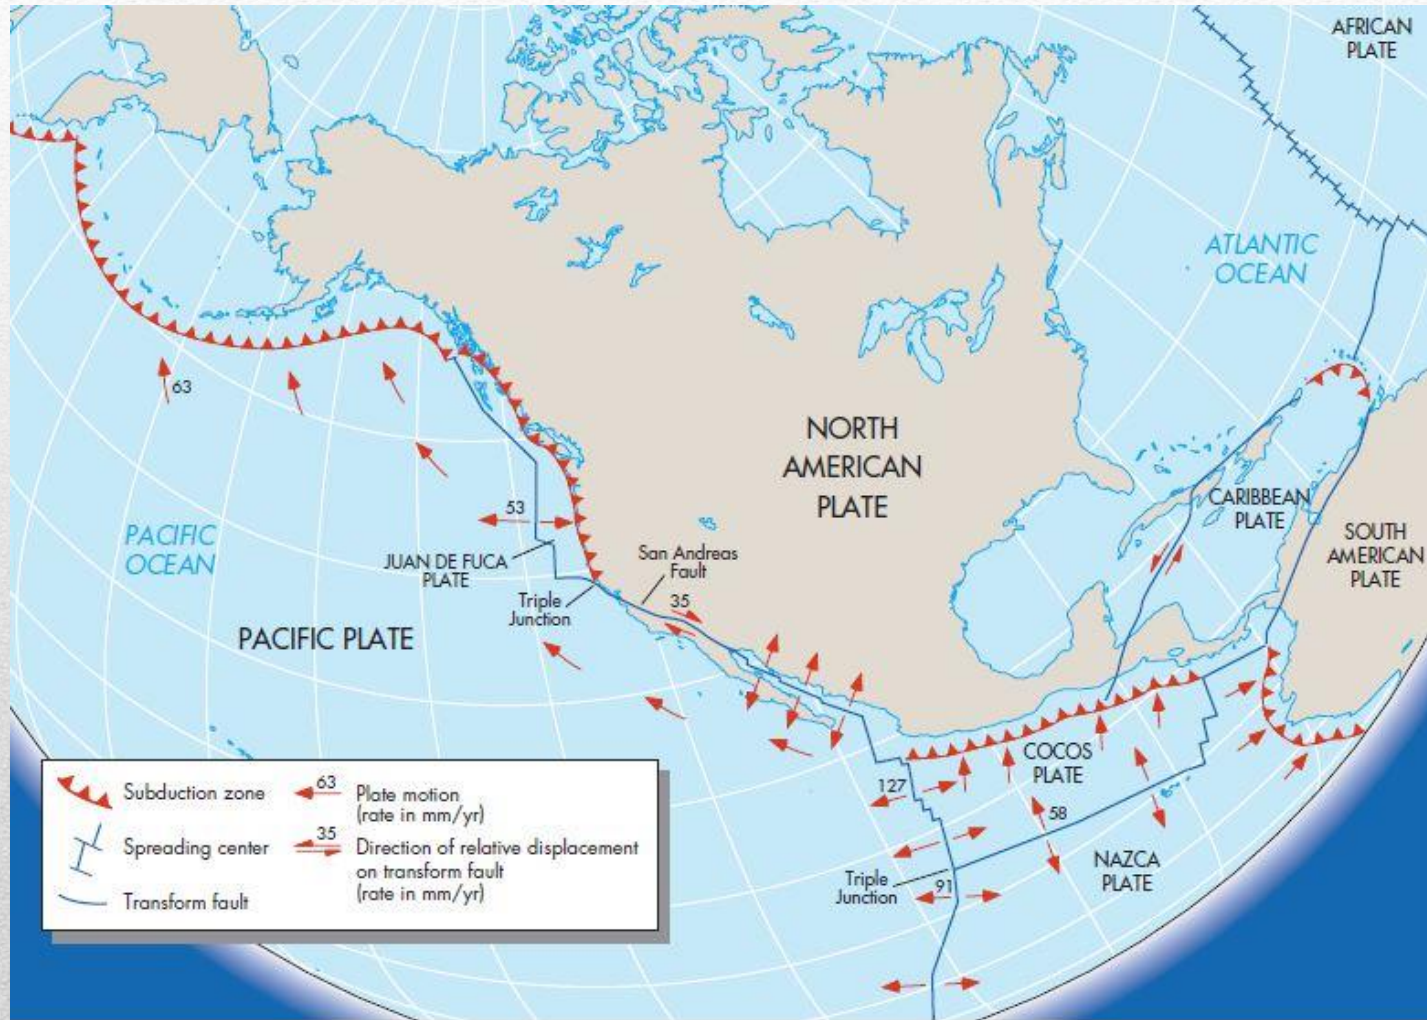 AFRICAN
PLATE
ATLANTIC
OCEAN
63
NORTH
AMERICAN
PLATE
CARIBBEAN
PLATE
SOUTH
AMERICAN
PLATE
53
PACIFIC
OCEAN
JUAN DE FUCA
PLATE
San Andreas
Fault
Triple
Junction
35
PACIFIC PLATE
COCOS
PLATE
127
58
NAZCA
PLATE
Triple
Junction
91
Subduction zone
63
Plate motion
(rate in mm/yr)
Spreading center
35
Direction of relative displacement
on transform fault
(rate in mm/yr)
Transform fault